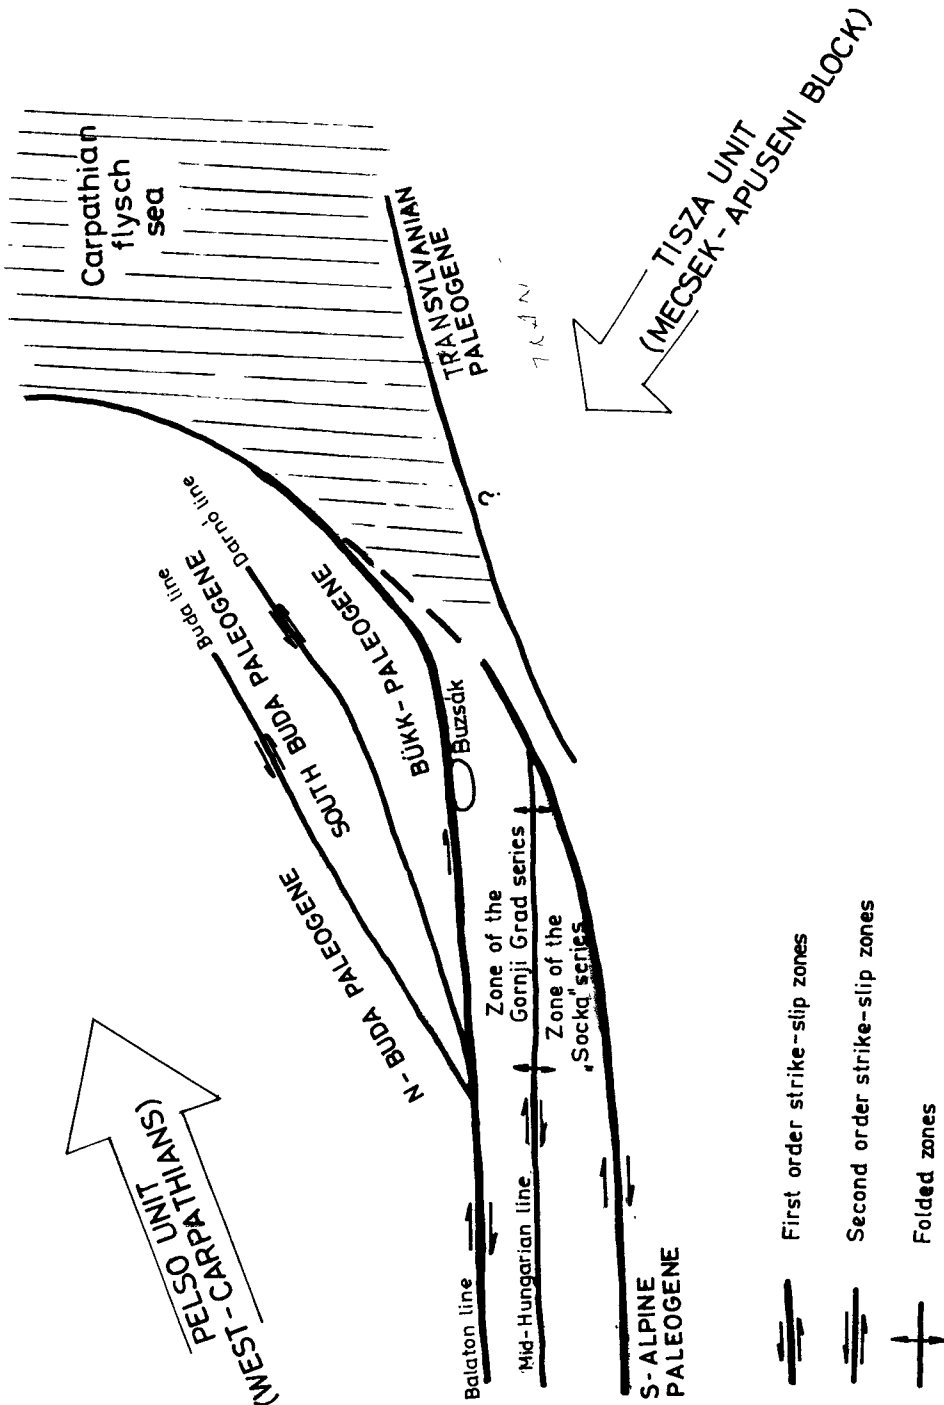 Carpathian
flysch
sea
TRANSYLVANIAN
PALEOGENE
TISZA UNIT
(MECSEK-APUSENI BLOCK)
?
Darnó line
Buda line
SOUTH BUDA PALEOGENE
BÜKK-PALEOGENE
Buzsák
N-BUDA PALEOGENE
PELSO UNIT
(WEST-CARPATHIANS)
Zone of the
Gornji Grad series
Zone of the
„Socka” series
Balaton line
Mid-Hungarian line
S-ALPINE
PALEOGENE
First order strike-slip zones
Second order strike-slip zones
Folded zones